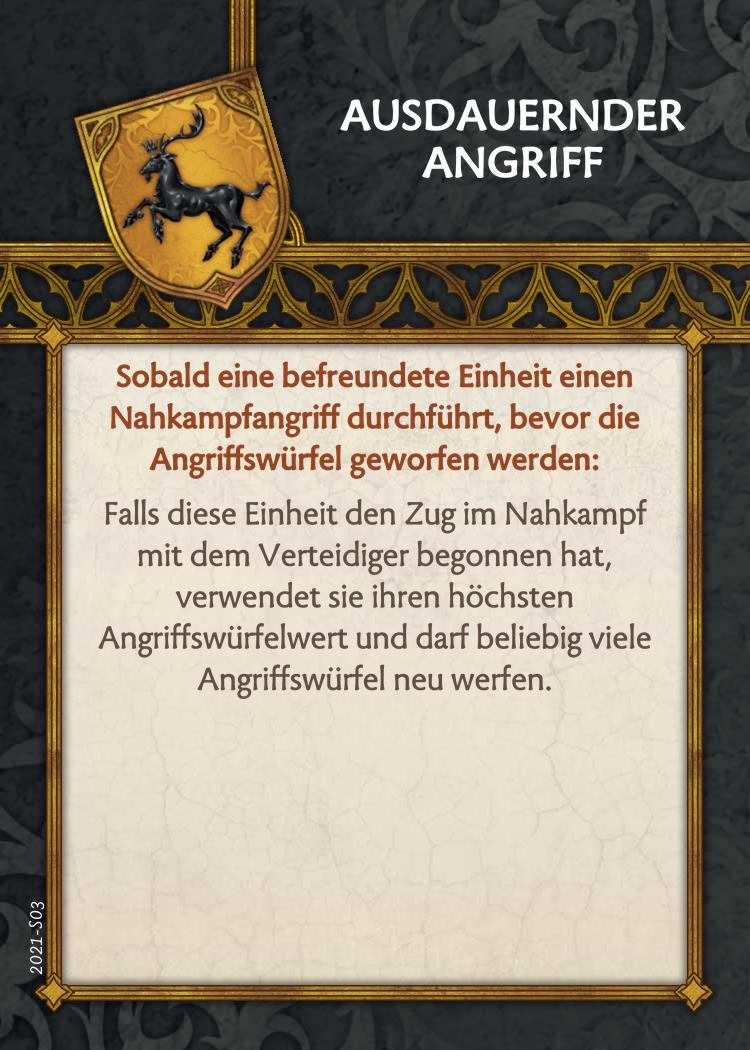 AUSDAUERNDER
ANGRIFF
Sobald eine befreundete Einheit einen
Nahkampfangriff durchführt, bevor die
Angriffswürfel geworfen werden:
Falls diese Einheit den Zug im Nahkampf
mit dem Verteidiger begonnen hat,
verwendet sie ihren höchsten
Angriffswürfelwert und darf beliebig viele
Angriffswürfel neu werfen.
2021-S03